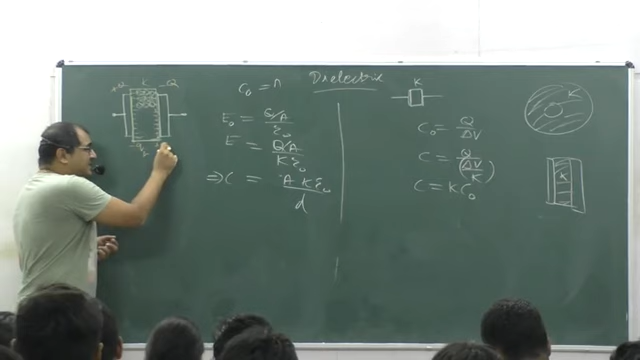 Dielectric
+Q K -Q
C₀ = n
E₀ = Q/A / ε₀
E = Q/A / Kε₀
⇒ C = A Kε₀ / d
K
C₀ = Q / ΔV
C = Q / (ΔV / K)
C = KC₀
K